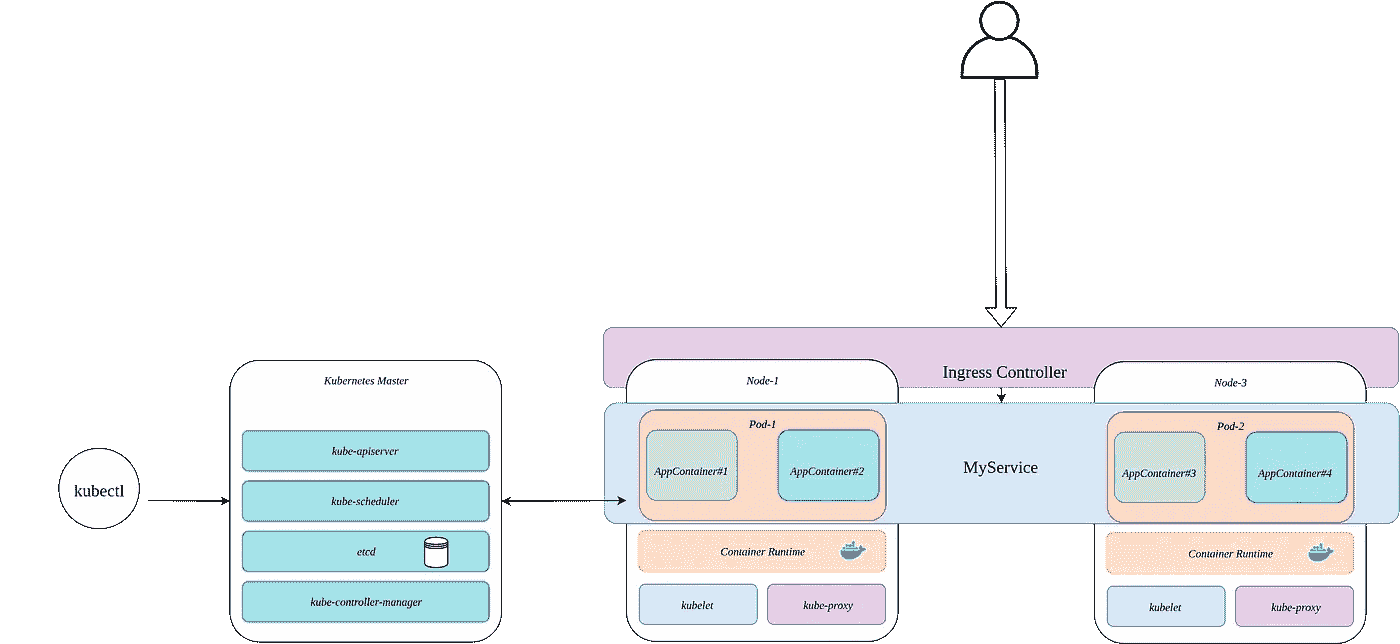 kubectl
Kubernetes Master
kube-apiserver
kube-scheduler
etcd
kube-controller-manager
Ingress Controller
MyService
Node-1
Pod-1
AppContainer#1
AppContainer#2
Container Runtime
kubelet
kube-proxy
Node-3
Pod-2
AppContainer#3
AppContainer#4
Container Runtime
kubelet
kube-proxy